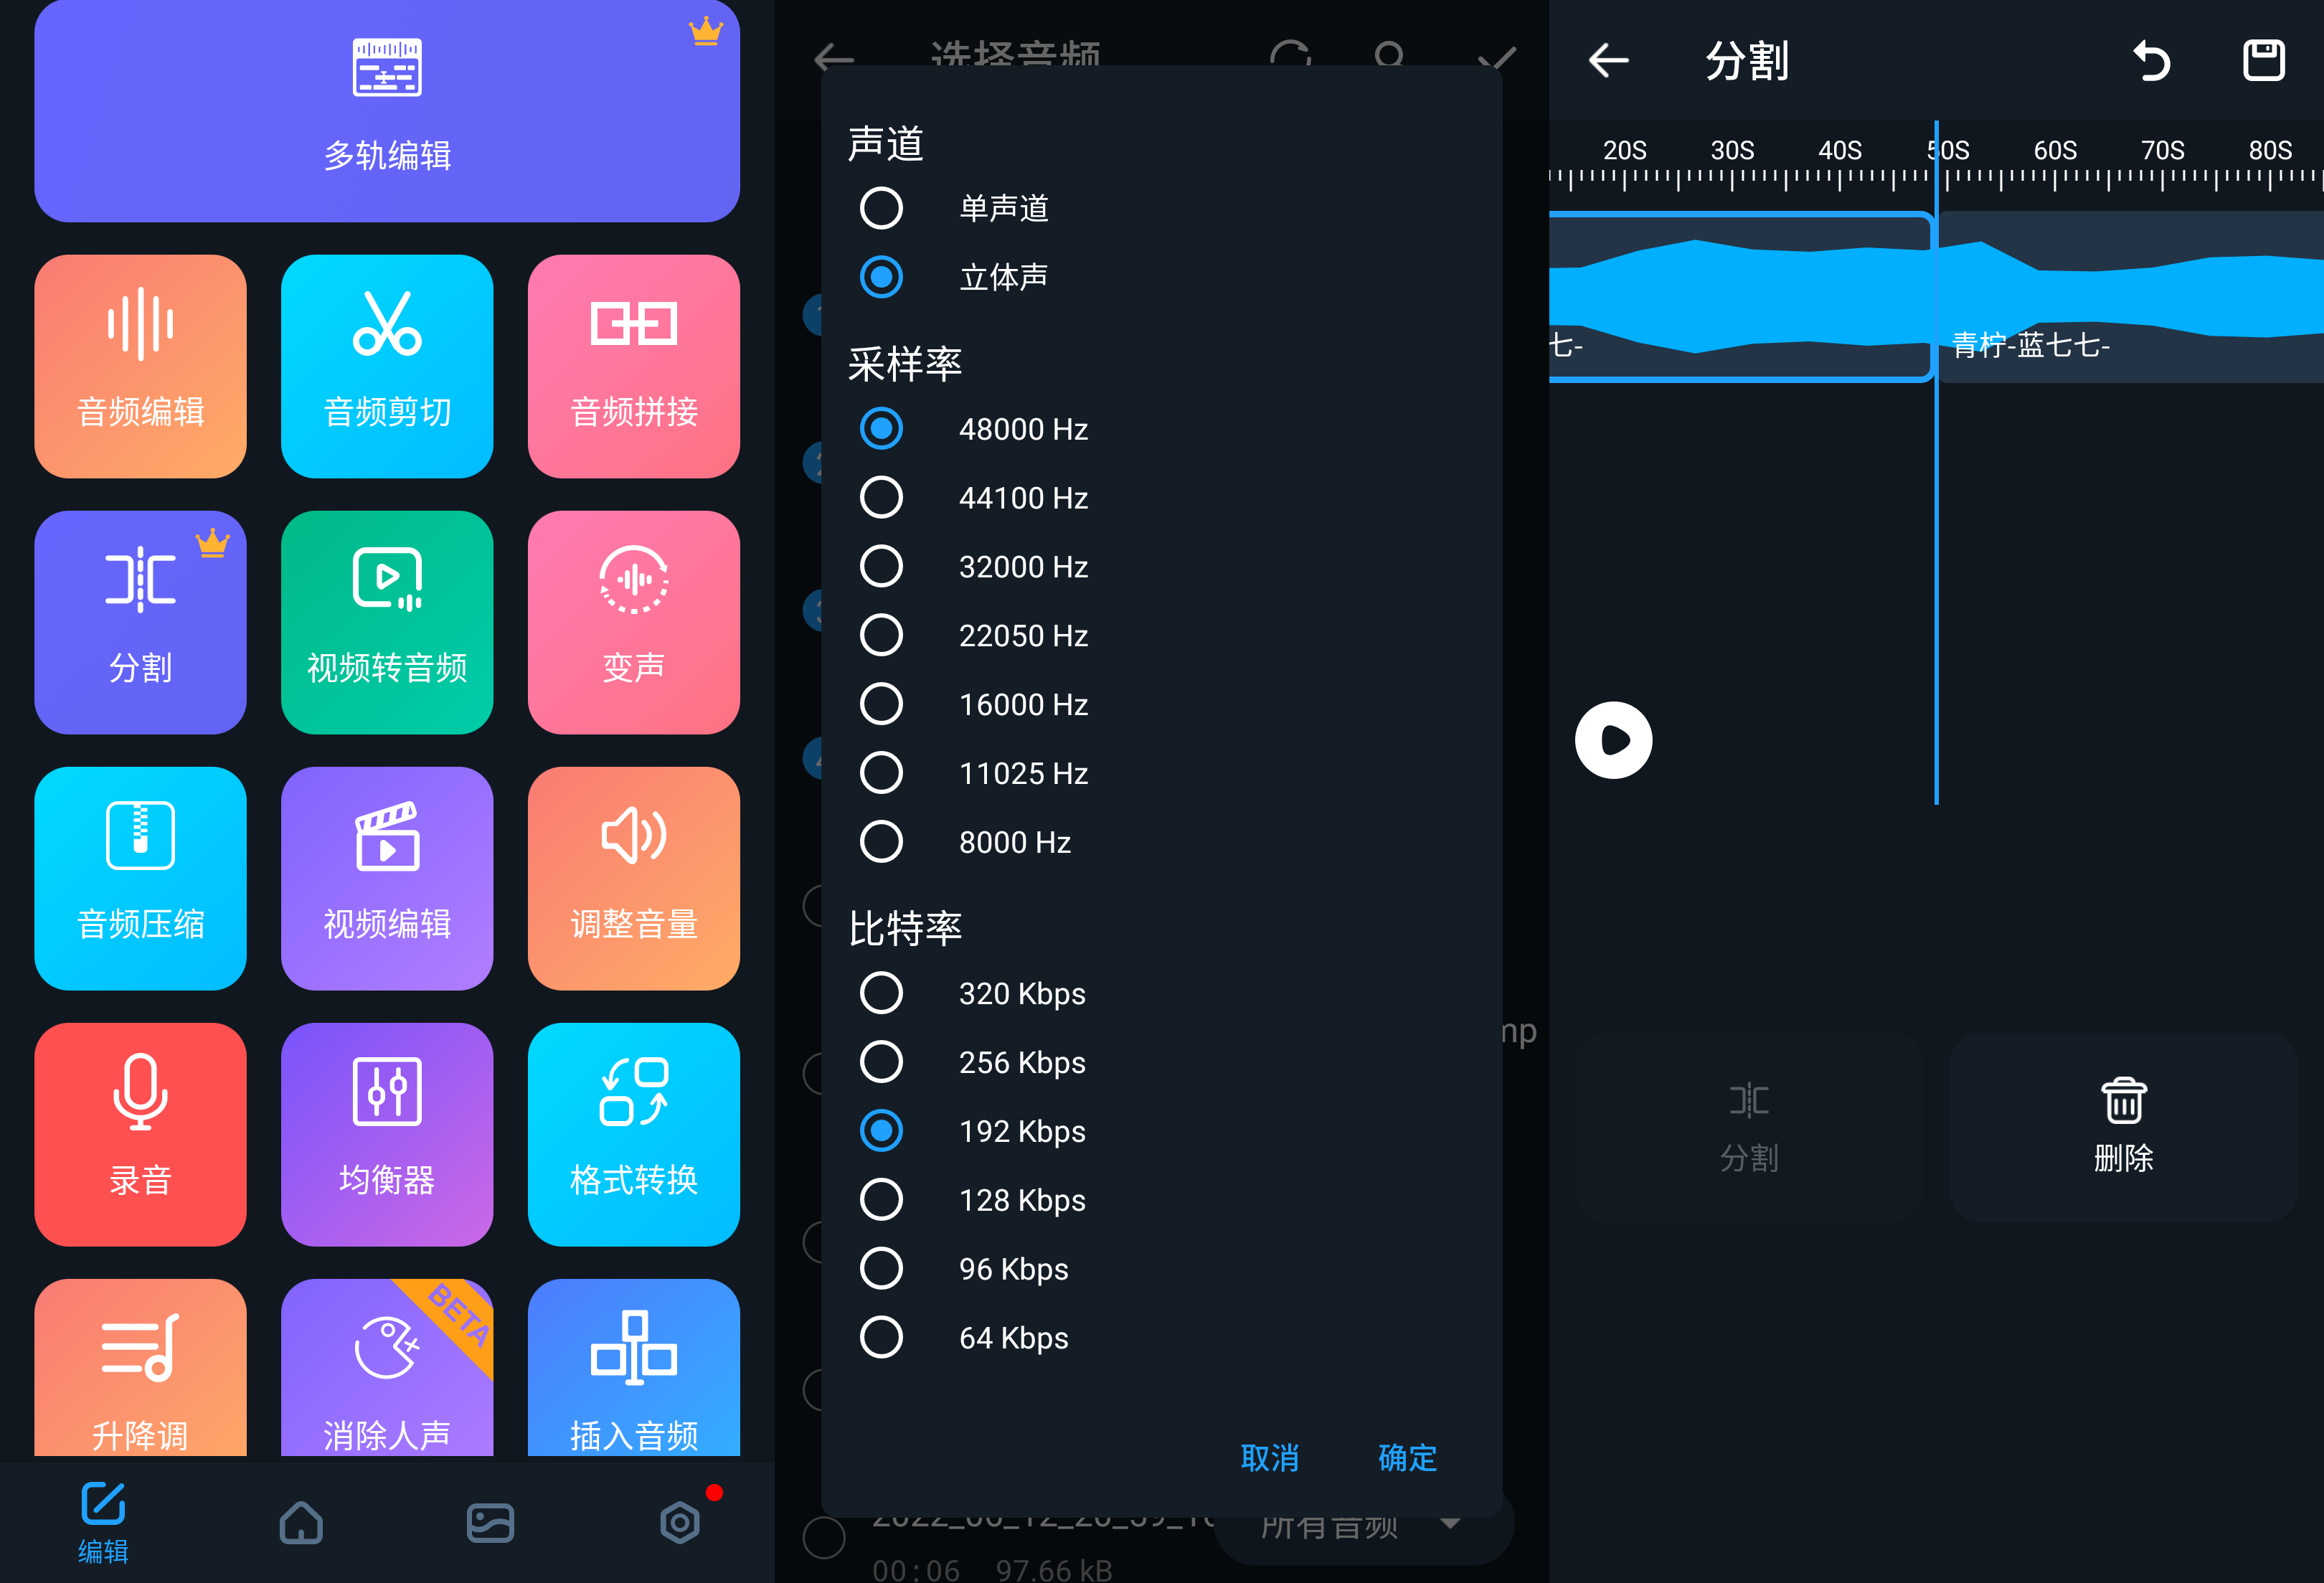 多轨编辑
音频编辑
音频剪切
音频拼接
分割
视频转音频
变声
音频压缩
视频编辑
调整音量
录音
均衡器
格式转换
升降调
消除人声
BETA
插入音频
编辑
选择音频
声道
单声道
立体声
采样率
48000 Hz
44100 Hz
32000 Hz
22050 Hz
16000 Hz
11025 Hz
8000 Hz
比特率
320 Kbps
256 Kbps
192 Kbps
128 Kbps
96 Kbps
64 Kbps
取消 确定
mp
所有音频
00:06 97.66 kB
分割
20S 30S 40S 50S 60S 70S 80S
七-
青柠-蓝七七-
分割
删除